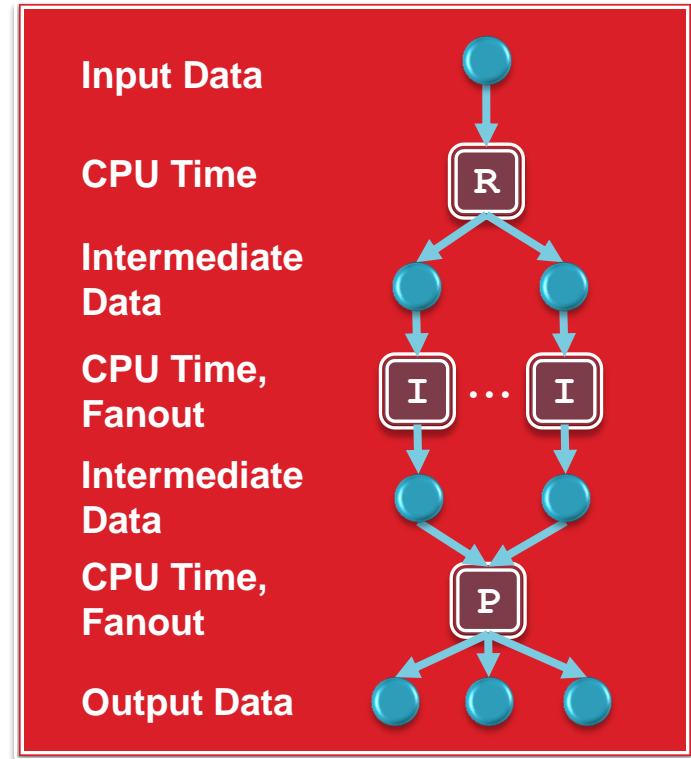 Input Data
CPU Time
R
Intermediate
Data
CPU Time,
Fanout
I ... I
Intermediate
Data
CPU Time,
Fanout
P
Output Data